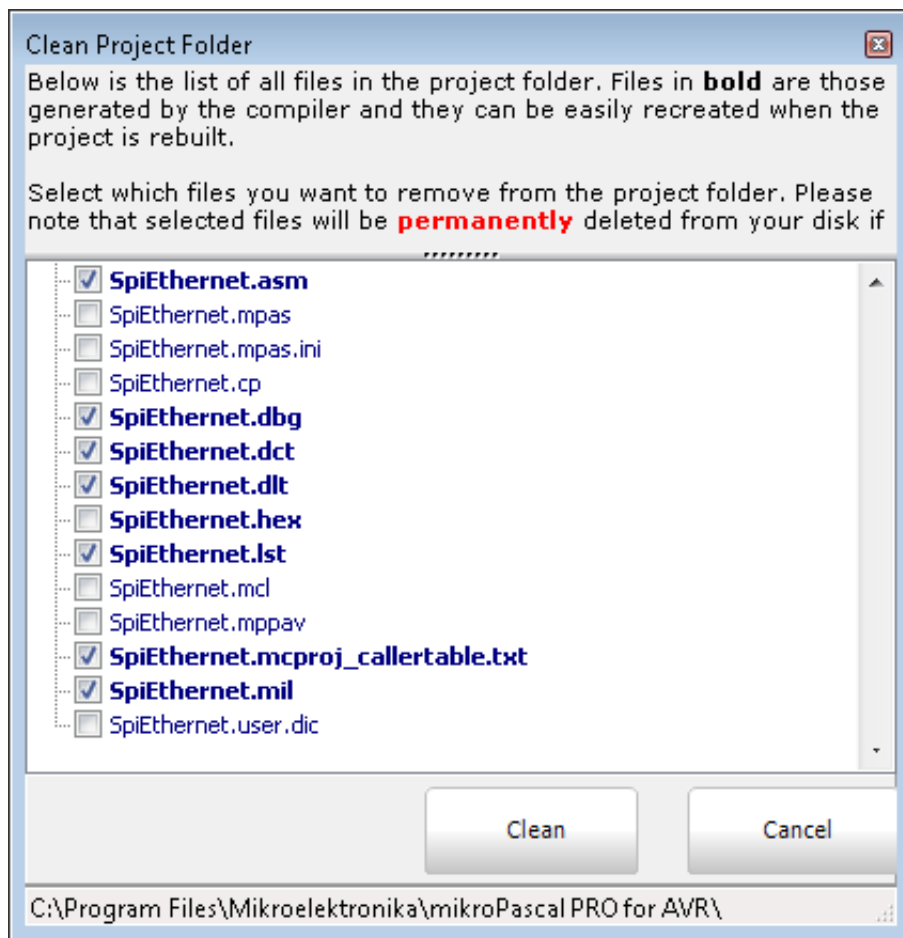 Clean Project Folder
Below is the list of all files in the project folder. Files in bold are those
generated by the compiler and they can be easily recreated when the
project is rebuilt.
Select which files you want to remove from the project folder. Please
note that selected files will be permanently deleted from your disk if
SpiEthernet.asm
SpiEthernet.mpas
SpiEthernet.mpas.ini
SpiEthernet.cp
SpiEthernet.dbg
SpiEthernet.dct
SpiEthernet.dlt
SpiEthernet.hex
SpiEthernet.lst
SpiEthernet.mcl
SpiEthernet.mppav
SpiEthernet.mcproj_callertable.txt
SpiEthernet.mil
SpiEthernet.user.dic
Clean Cancel
C:\Program Files\Mikroelektronika\mikroPascal PRO for AVR\